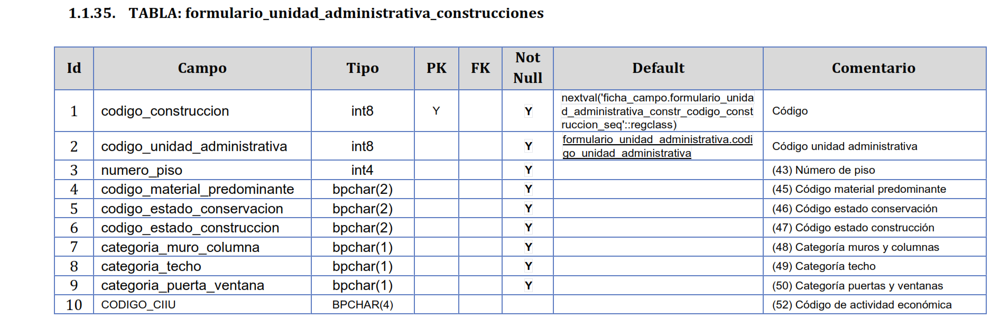 1.1.35. TABLA: formulario_unidad_administrativa_construcciones
Id Campo Tipo PK FK Not Null Default Comentario
1 codigo_construccion int8 Y Y nextval('ficha_campo.formulario_unida
d_administrativa_constr_codigo_const
ruccion_seq'::regclass) Código
2 codigo_unidad_administrativa int8 Y formulario_unidad_administrativa.codi
go_unidad_administrativa Código unidad administrativa
3 numero_piso int4 Y (43) Número de piso
4 codigo_material_predominante bpchar(2) Y (45) Código material predominante
5 codigo_estado_conservacion bpchar(2) Y (46) Código estado conservación
6 codigo_estado_construccion bpchar(2) Y (47) Código estado construcción
7 categoria_muro_columna bpchar(1) Y (48) Categoría muros y columnas
8 categoria_techo bpchar(1) Y (49) Categoría techo
9 categoria_puerta_ventana bpchar(1) Y (50) Categoría puertas y ventanas
10 CODIGO_CIIU BPCHAR(4) (52) Código de actividad económica